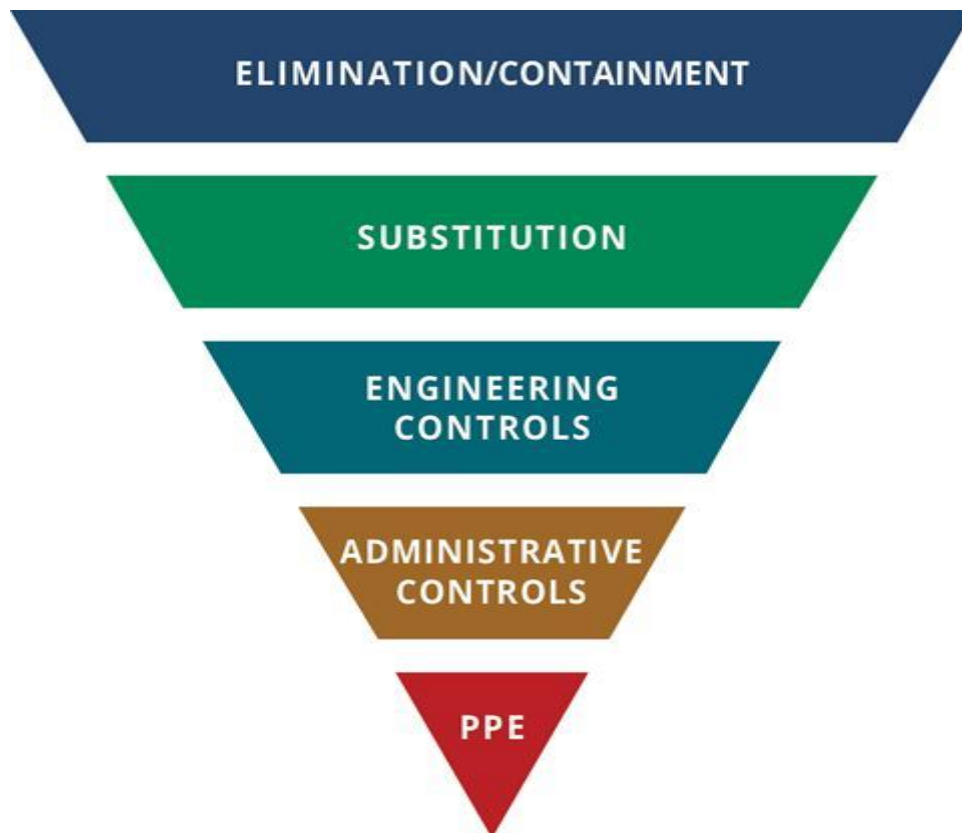 ELIMINATION/CONTAINMENT
SUBSTITUTION
ENGINEERING
CONTROLS
ADMINISTRATIVE
CONTROLS
PPE